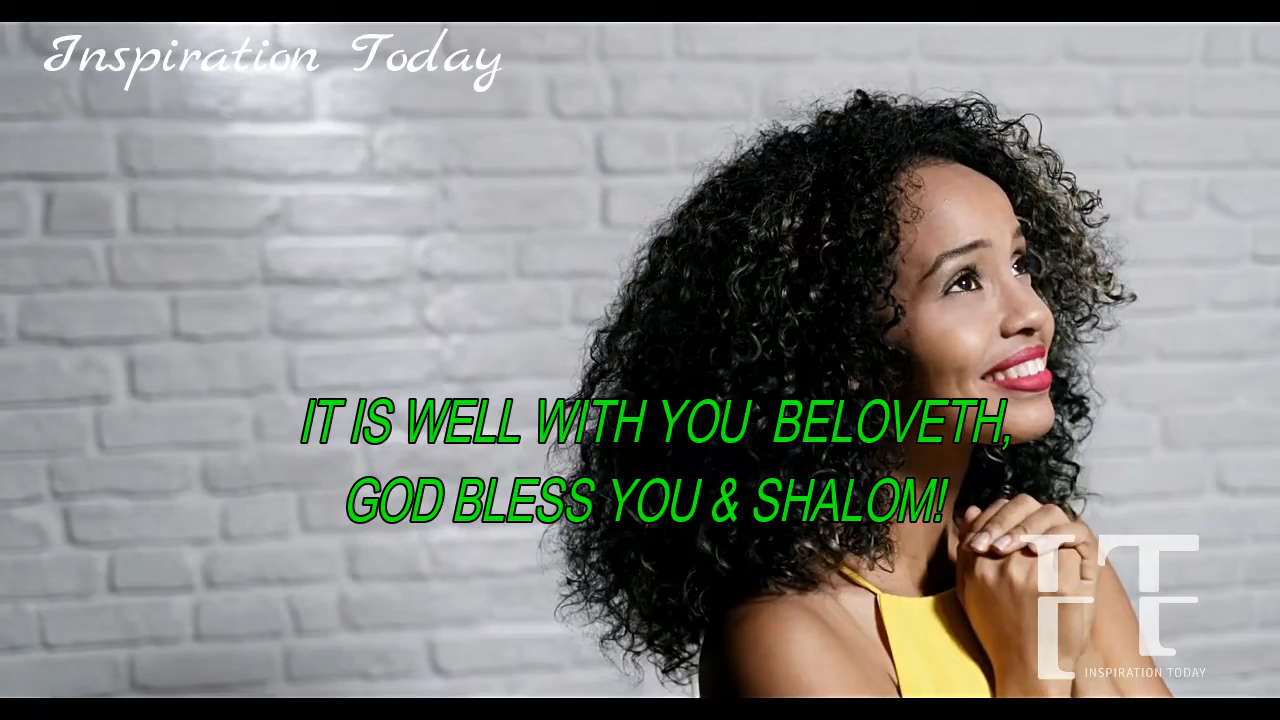 Inspiration Today
IT IS WELL WITH YOU BELOVETH,
GOD BLESS YOU & SHALOM!
INSPIRATION TODAY